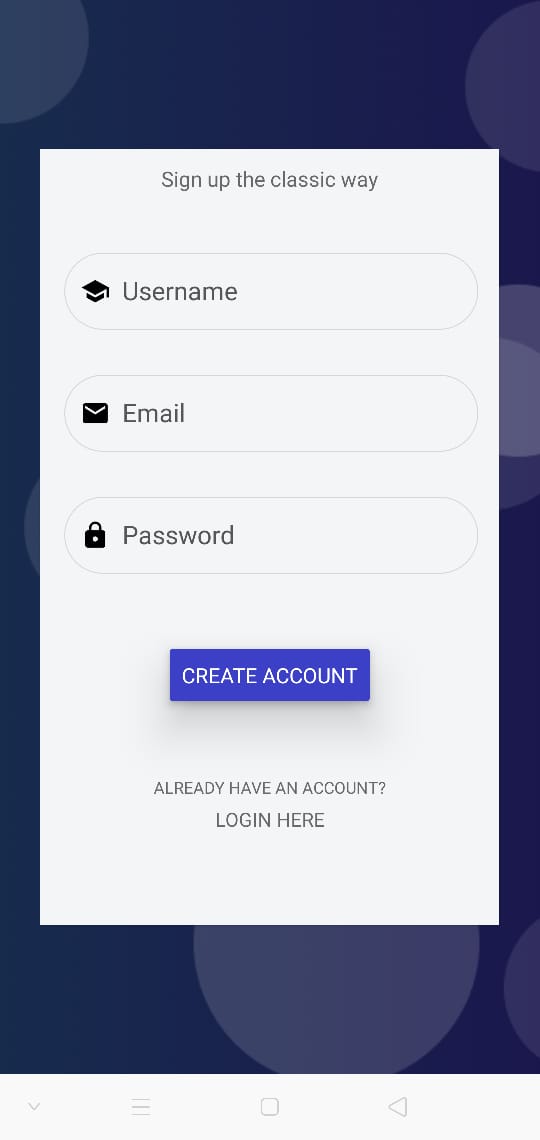 Sign up the classic way
Username
Email
Password
CREATE ACCOUNT
ALREADY HAVE AN ACCOUNT?
LOGIN HERE